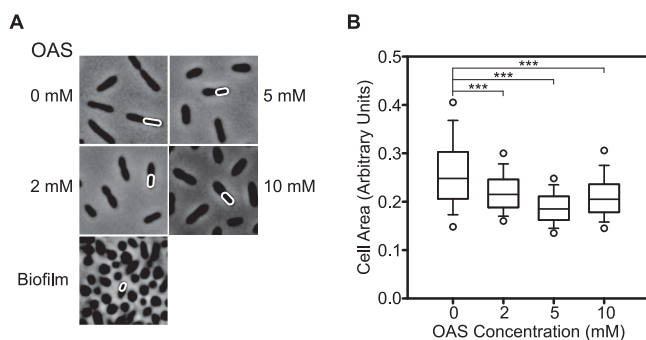 A
OAS
0 mM
5 mM
2 mM
10 mM
Biofilm
B
Cell Area (Arbitrary Units)
0.5
0.4
0.3
0.2
0.1
0.0
***
***
***
0 2 5 10
OAS Concentration (mM)